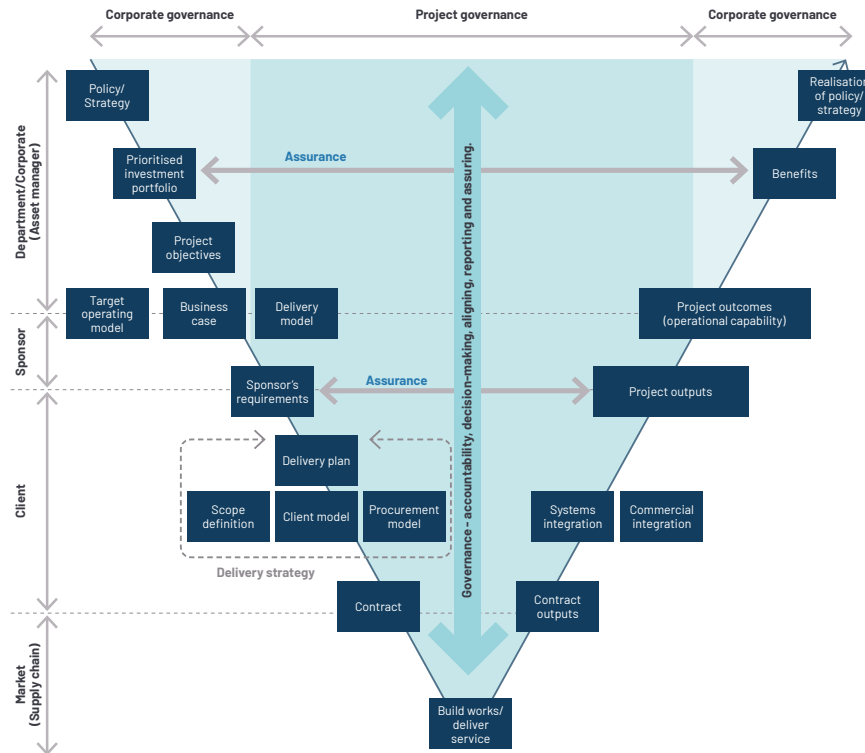 Corporate governance
Project governance
Corporate governance
Department/Corporate
(Asset manager)
Sponsor
Client
Market
(Supply chain)
Policy/
Strategy
Realisation
of policy/
strategy
Assurance
Prioritised
investment
portfolio
Benefits
Project
objectives
Target
operating
model
Business
case
Delivery
model
Project outcomes
(operational capability)
Sponsor's
requirements
Assurance
Project outputs
Governance - accountability, decision-making, aligning, reporting and assuring.
Delivery plan
Scope
definition
Client model
Procurement
model
Systems
integration
Commercial
integration
Delivery strategy
Contract
Contract
outputs
Build works/
deliver
service